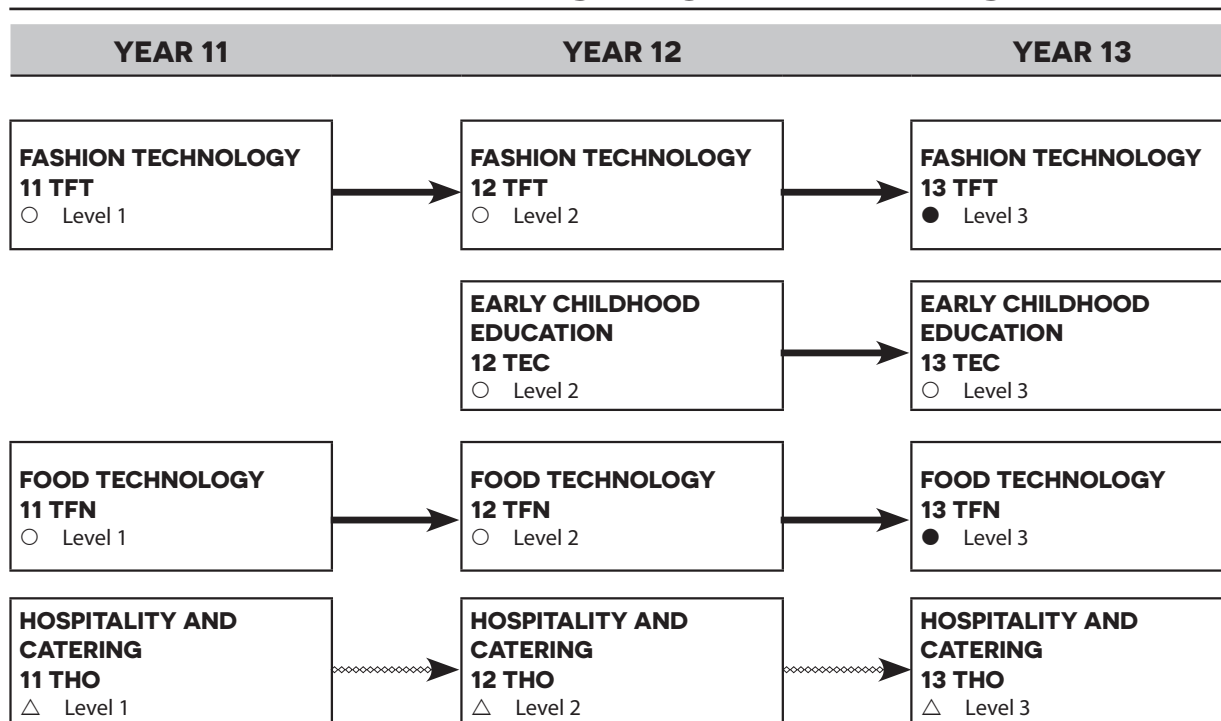 YEAR 11
YEAR 12
YEAR 13
FASHION TECHNOLOGY
11 TFT
○ Level 1
FASHION TECHNOLOGY
12 TFT
○ Level 2
FASHION TECHNOLOGY
13 TFT
● Level 3
EARLY CHILDHOOD
EDUCATION
12 TEC
○ Level 2
EARLY CHILDHOOD
EDUCATION
13 TEC
○ Level 3
FOOD TECHNOLOGY
11 TFN
○ Level 1
FOOD TECHNOLOGY
12 TFN
○ Level 2
FOOD TECHNOLOGY
13 TFN
● Level 3
HOSPITALITY AND
CATERING
11 THO
△ Level 1
HOSPITALITY AND
CATERING
12 THO
△ Level 2
HOSPITALITY AND
CATERING
13 THO
△ Level 3